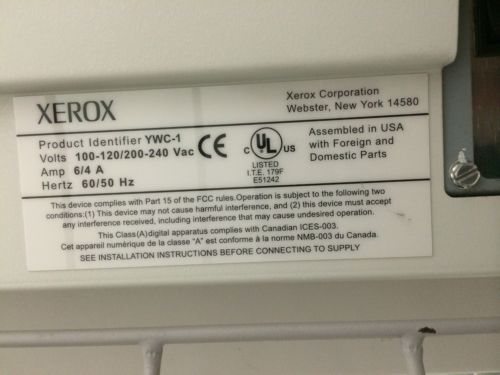 XEROX
Xerox Corporation
Webster, New York 14580
Product Identifier YWC-1
Volts 100-120/200-240 Vac
Amp 6/4 A
Hertz 60/50 Hz
CE
C UL US
LISTED
I.T.E. 179F
E51242
Assembled in USA
with Foreign and
Domestic Parts
This device complies with Part 15 of the FCC rules.Operation is subject to the following two
conditions:(1) This device may not cause harmful interference, and (2) this device must accept
any interference received, including interference that may cause undesired operation.
This Class(A)digital apparatus complies with Canadian ICES-003.
Cet appareil numérique de la classe "A" est conforme à la norme NMB-003 du Canada.
SEE INSTALLATION INSTRUCTIONS BEFORE CONNECTING TO SUPPLY